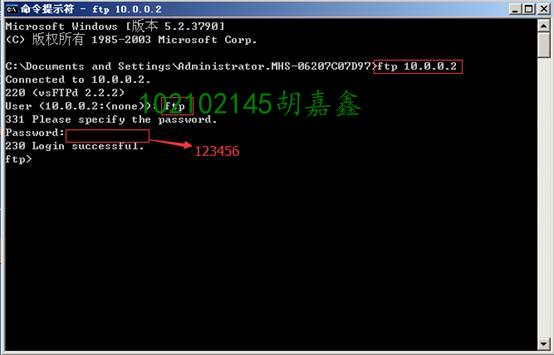 命令提示符 - ftp 10.0.0.2
Microsoft Windows [版本 5.2.3790]
(C) 版权所有 1985-2003 Microsoft Corp.
C:\Documents and Settings\Administrator.MHS-06207C07D97>ftp 10.0.0.2
Connected to 10.0.0.2.
220 (vsFTPd 2.2.2)
User (10.0.0.2:(none)): ftp
102102145胡嘉鑫
331 Please specify the password.
Password:
123456
230 Login successful.
ftp>